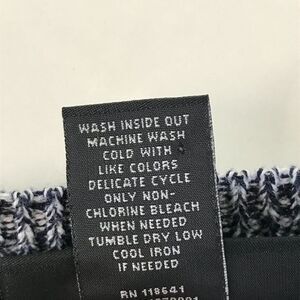 WASH INSIDE OUT
MACHINE WASH
COLD WITH
LIKE COLORS
DELICATE CYCLE
ONLY NON-
CHLORINE BLEACH
WHEN NEEDED
TUMBLE DRY LOW
COOL IRON
IF NEEDED
RN 118641